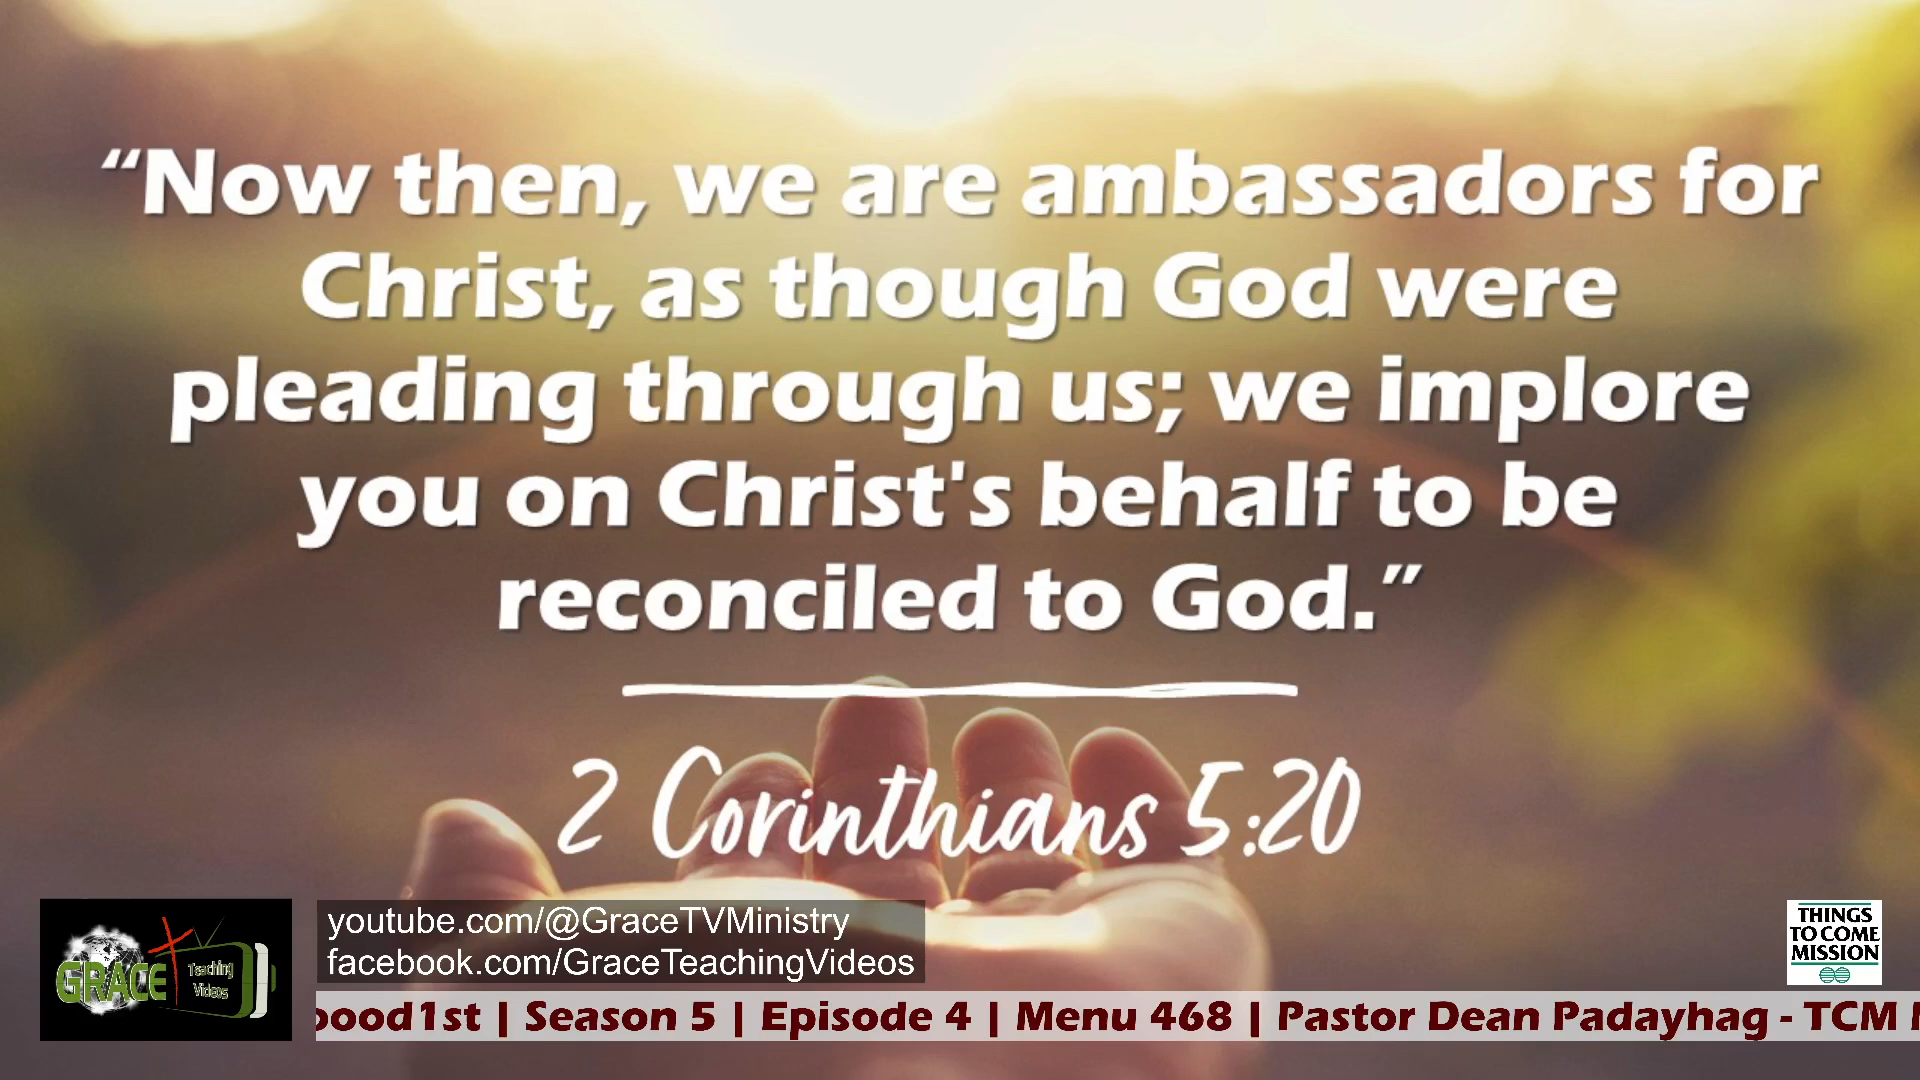 “Now then, we are ambassadors for
Christ, as though God were
pleading through us; we implore
you on Christ's behalf to be
reconciled to God.”
2 Corinthians 5:20
GRACE
Teaching
Videos
youtube.com/@GraceTVMinistry
facebook.com/GraceTeachingVideos
THINGS
TO COME
MISSION
ood1st | Season 5 | Episode 4 | Menu 468 | Pastor Dean Padayhag - TCM